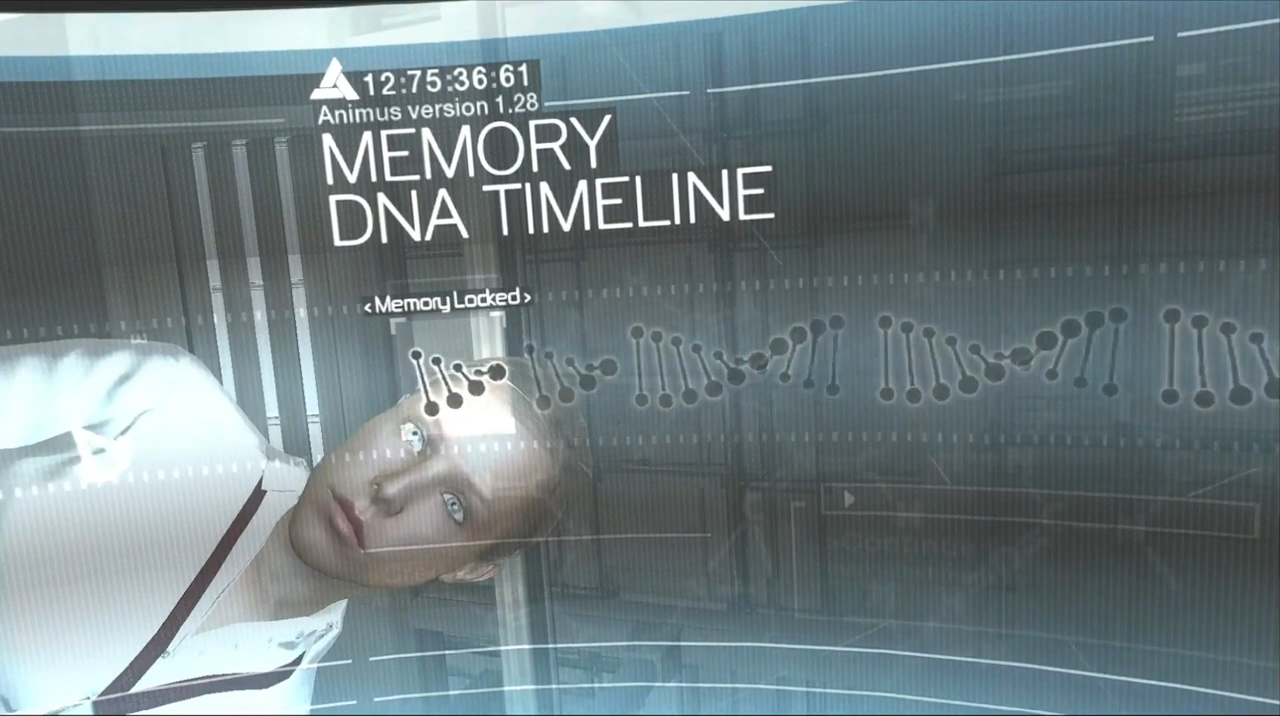 12:75:36:61
Animus version 1.28
MEMORY
DNA TIMELINE
< Memory Locked >